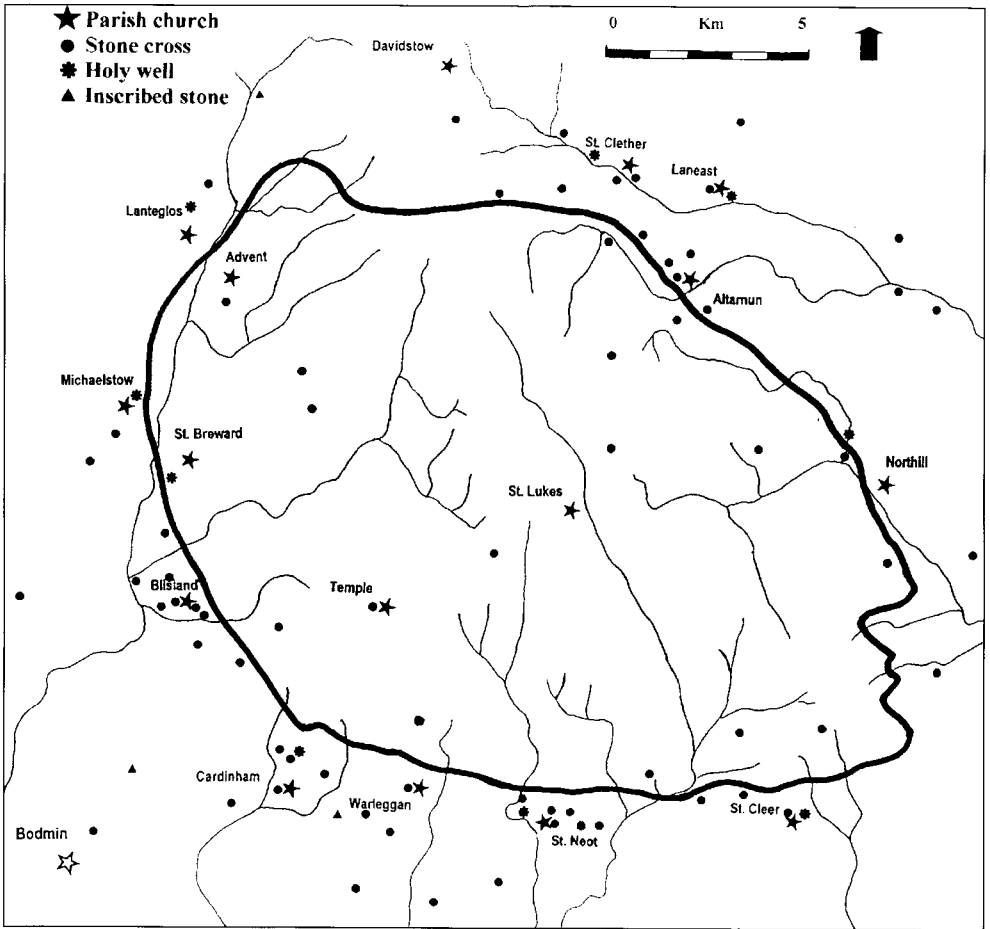 Parish church
Stone cross
Holy well
Inscribed stone
0 Km 5
Davidstow
St. Clether
Laneast
Lanteglos
Advent
Altarnun
Michaelstow
St. Breward
Northill
St. Lukes
Blisland
Temple
Cardinham
Warleggan
St. Cleer
Bodmin
St. Neot